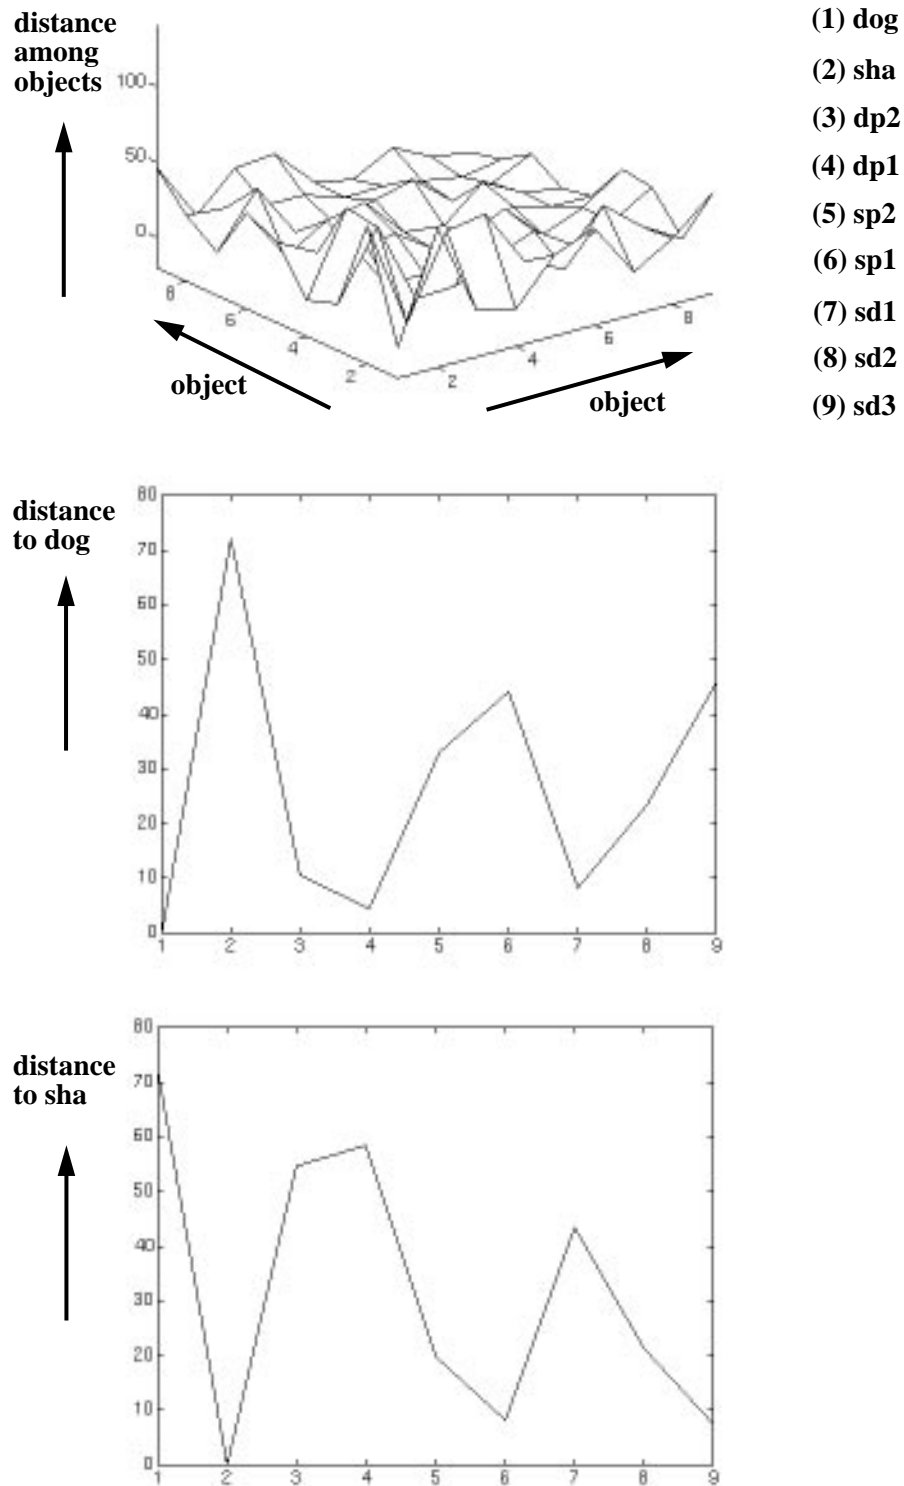 distance
among
objects
100
50
0
8
6
4
2
2
4
6
8
object
object
(1) dog
(2) sha
(3) dp2
(4) dp1
(5) sp2
(6) sp1
(7) sd1
(8) sd2
(9) sd3
distance
to dog
80
70
60
50
40
30
20
10
0
1 2 3 4 5 6 7 8 9
distance
to sha
80
70
60
50
40
30
20
10
0
1 2 3 4 5 6 7 8 9